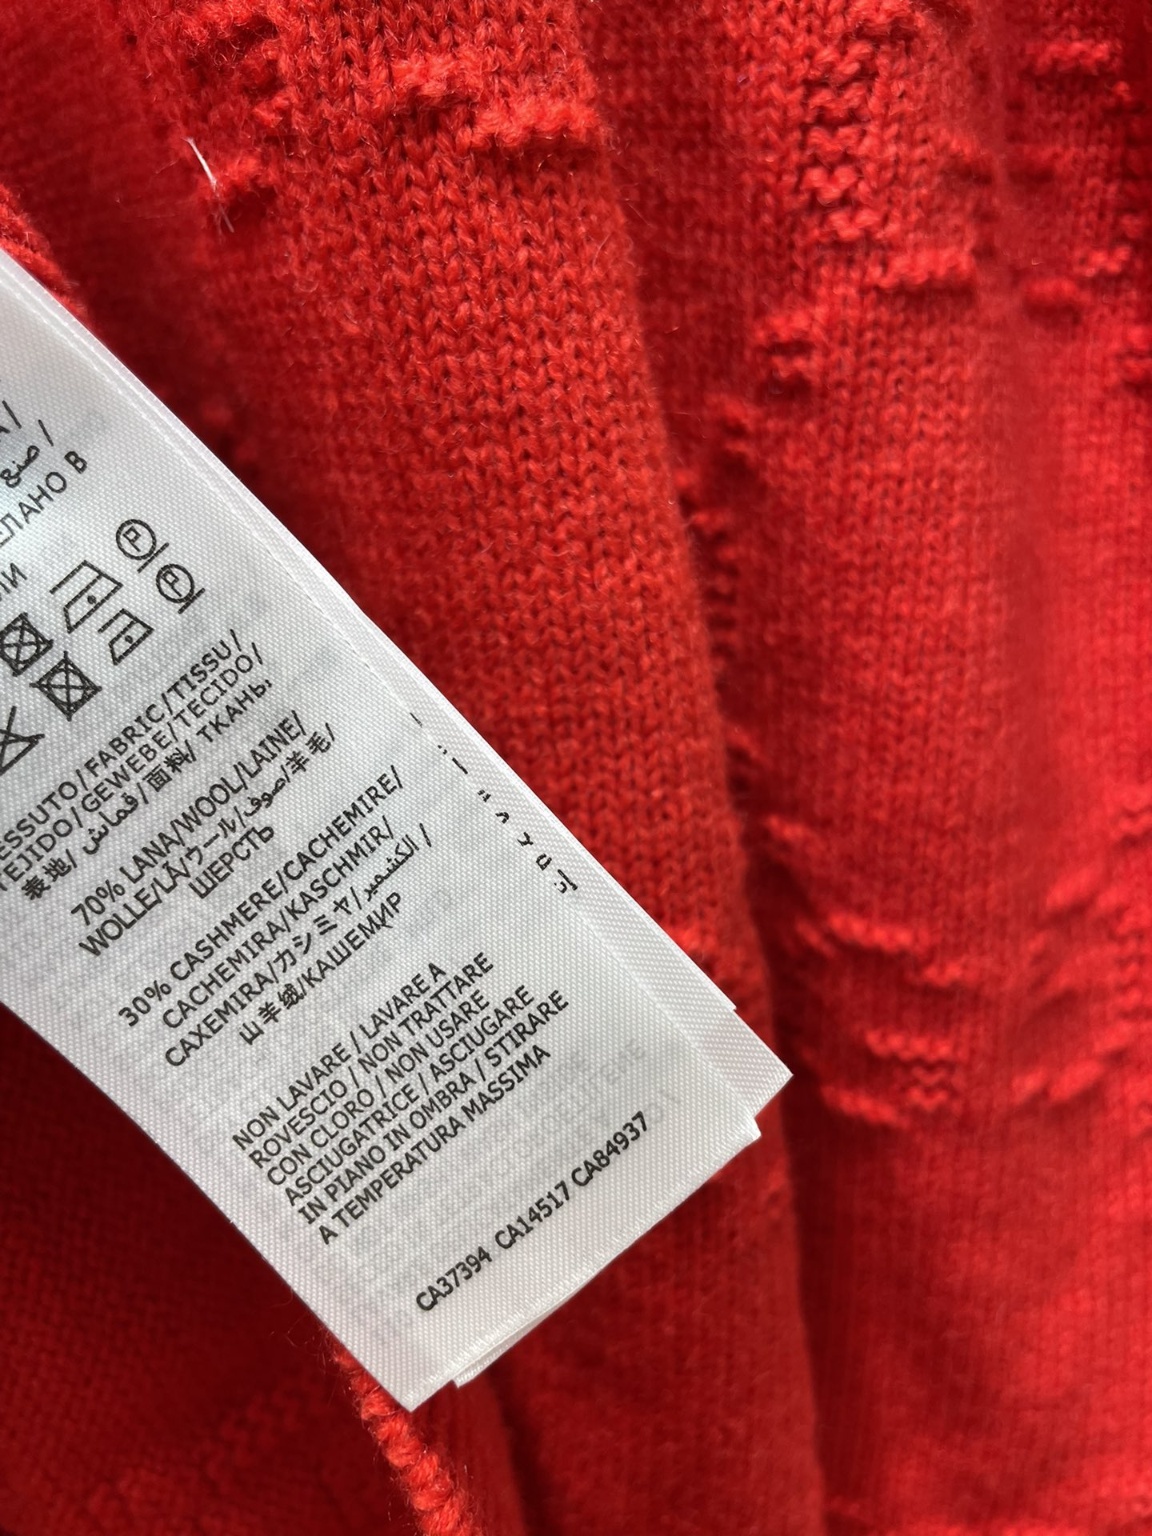 A /
صنع /
ЕЛАНО В
P
P
ESSUTO / FABRIC / TISSU /
TEJIDO / GEWEBE / TECIDO /
表地 / قماش / 面料 / ТКАНЬ:
70% LANA/WOOL/LAINE/
WOLLE/LÃ/ウール/صوف/羊毛/
ШЕРСТЬ
30% CASHMERE/CACHEMIRE/
CACHEMIRA/KASCHMIR/
CAXEMIRA/カシミヤ/الكشمير /
山羊绒/КАШЕМИР
NON LAVARE / LAVARE A
ROVESCIO / NON TRATTARE
CON CLORO / NON USARE
ASCIUGATRICE / ASCIUGARE
IN PIANO IN OMBRA / STIRARE
A TEMPERATURA MASSIMA
CA37394 CA14517 CA84937